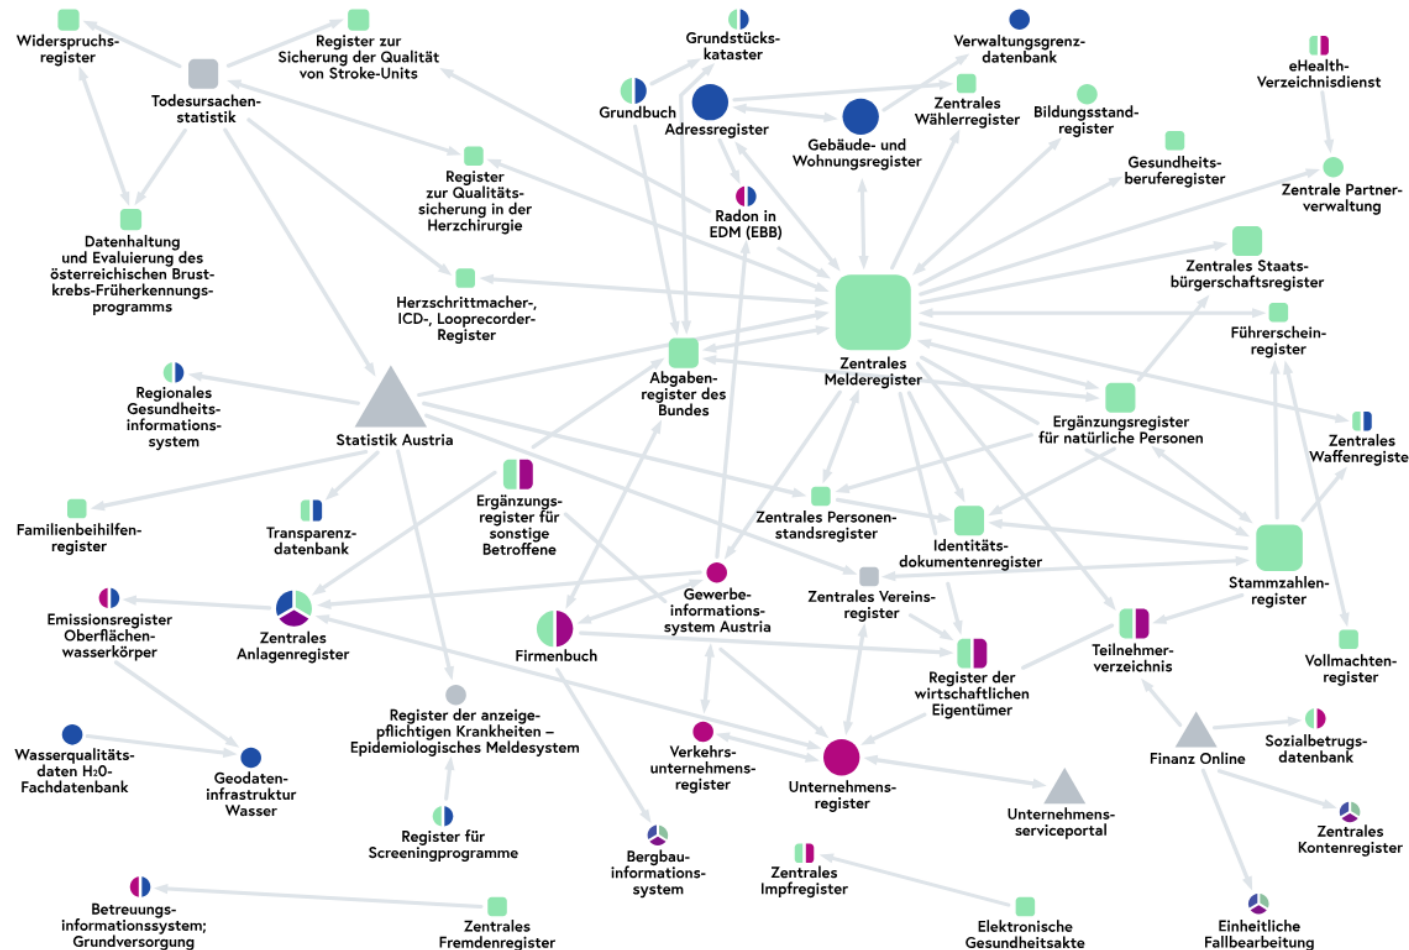 Widerspruchs-
register
Register zur
Sicherung der Qualität
von Stroke-Units
Todesursachen-
statistik
Grundstücks-
kataster
Grundbuch
Adressregister
Verwaltungsgrenz-
datenbank
Gebäude- und
Wohnungsregister
Zentrales
Wählerregister
Bildungsstand-
register
eHealth-
Verzeichnisdienst
Gesundheits-
beruferegister
Zentrale Partner-
verwaltung
Register
zur Qualitäts-
sicherung in der
Herzchirurgie
Radon in
EDM (EBB)
Datenhaltung
und Evaluierung des
österreichischen Brust-
krebs-Früherkennungs-
programms
Herzschrittmacher-,
ICD-, Looprecorder-
Register
Zentrales Staats-
bürgerschaftsregister
Führerschein-
register
Zentrales
Melderegister
Abgaben-
register des
Bundes
Regionales
Gesundheits-
informations-
system
Statistik Austria
Ergänzungsregister
für natürliche Personen
Zentrales
Waffenregiste
Familienbeihilfen-
register
Transparenz-
datenbank
Ergänzungs-
register für
sonstige
Betroffene
Zentrales Personen-
standsregister
Identitäts-
dokumentenregister
Stammzahlen-
register
Emissionsregister
Oberflächen-
wasserkörper
Zentrales
Anlagenregister
Firmenbuch
Gewerbe-
informations-
system Austria
Zentrales Vereins-
register
Register der
wirtschaftlichen
Eigentümer
Teilnehmer-
verzeichnis
Vollmachten-
register
Register der anzeige-
pflichtigen Krankheiten –
Epidemiologisches Meldesystem
Wasserqualitäts-
daten H20-
Fachdatenbank
Geodaten-
infrastruktur
Wasser
Verkehrs-
unternehmens-
register
Unternehmens-
register
Finanz Online
Sozialbetrugs-
datenbank
Unternehmens-
serviceportal
Register für
Screeningprogramme
Bergbau-
informations-
system
Zentrales
Impfregister
Zentrales
Kontenregister
Betreuungs-
informationssystem;
Grundversorgung
Zentrales
Fremdenregister
Elektronische
Gesundheitsakte
Einheitliche
Fallbearbeitung